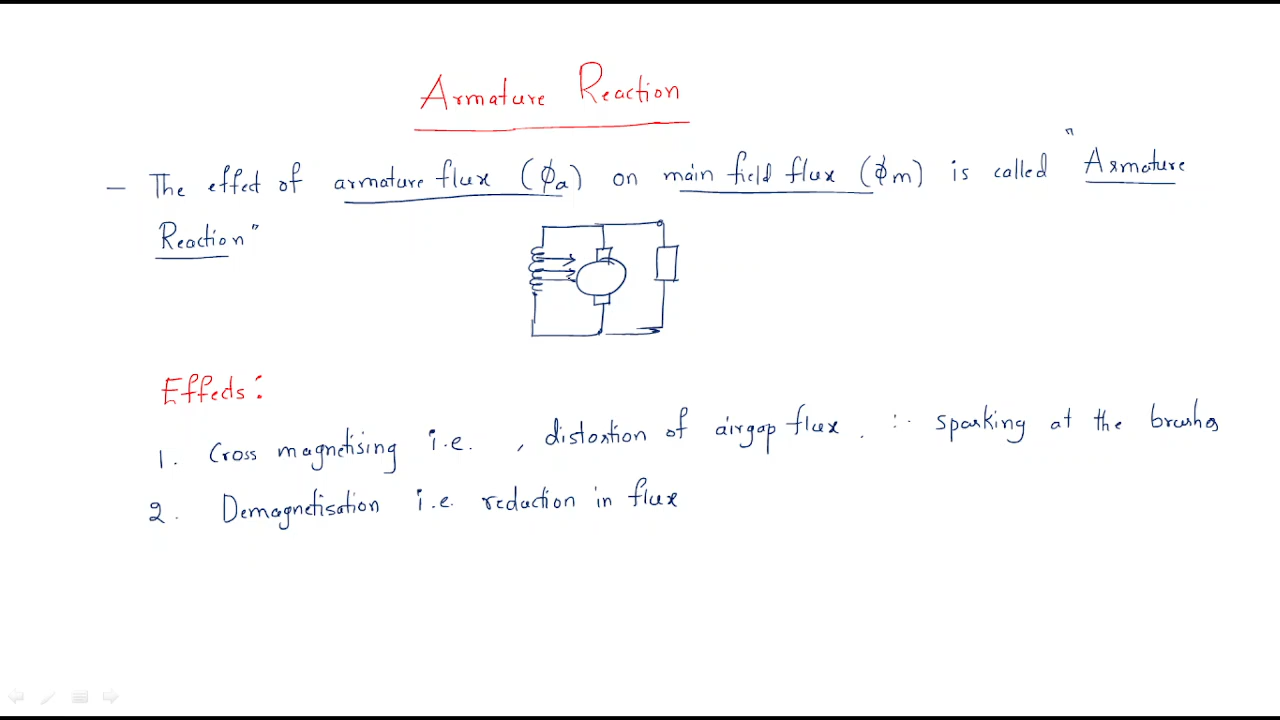 Armature Reaction
- The effect of armature flux (ϕa) on main field flux (ϕm) is called "Armature
Reaction"
Effects:
1. Cross magnetising i.e. , distortion of airgap flux . ∴ sparking at the brushes
2. Demagnetisation i.e. reduction in flux